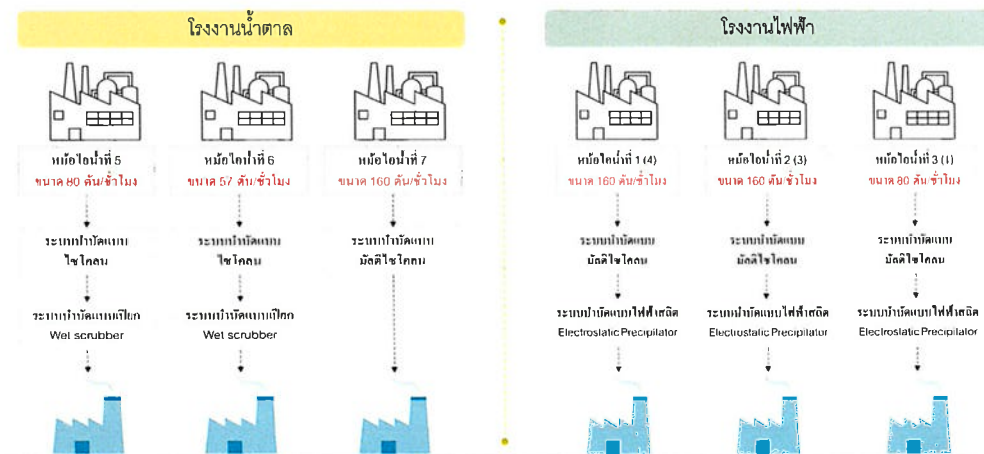 โรงงานน้ำตาล
หม้อไอน้ำที่ 5
ขนาด 80 ตัน/ชั่วโมง
ระบบบำบัดแบบ
ไซโคลน
ระบบบำบัดแบบเปียก
Wet scrubber
หม้อไอน้ำที่ 6
ขนาด 57 ตัน/ชั่วโมง
ระบบบำบัดแบบ
ไซโคลน
ระบบบำบัดแบบเปียก
Wet scrubber
หม้อไอน้ำที่ 7
ขนาด 160 ตัน/ชั่วโมง
ระบบบำบัดแบบ
มัลติไซโคลน
โรงงานไฟฟ้า
หม้อไอน้ำที่ 1 (4)
ขนาด 160 ตัน/ชั่วโมง
ระบบบำบัดแบบ
มัลติไซโคลน
ระบบบำบัดแบบไฟฟ้าสถิต
Electrostatic Precipitator
หม้อไอน้ำที่ 2 (3)
ขนาด 160 ตัน/ชั่วโมง
ระบบบำบัดแบบ
มัลติไซโคลน
ระบบบำบัดแบบไฟฟ้าสถิต
Electrostatic Precipitator
หม้อไอน้ำที่ 3 (1)
ขนาด 80 ตัน/ชั่วโมง
ระบบบำบัดแบบ
มัลติไซโคลน
ระบบบำบัดแบบไฟฟ้าสถิต
Electrostatic Precipitator